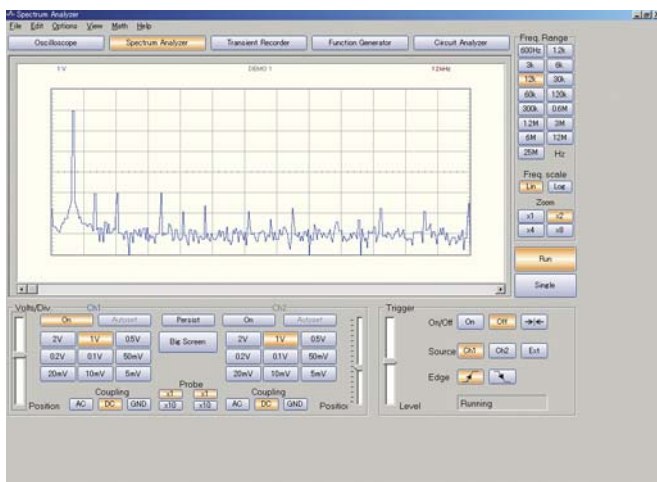 Spectrum Analyzer
File Edit Options View Math Help
Oscilloscope Spectrum Analyzer Transient Recorder Function Generator Circuit Analyzer
1V DEMO 1 12kHz
Freq. Range
600Hz 1.2k
3k 6k
12k 30k
60k 120k
300k 0.6M
1.2M 3M
6M 12M
25M Hz
Freq. scale
Lin Log
Zoom
x1 x2
x4 x8
Run
Single
Volts/Div. Ch1 Ch2
On Autoset Persist On Autoset
2V 1V 0.5V Big Screen 2V 1V 0.5V
0.2V 0.1V 50mV 0.2V 0.1V 50mV
20mV 10mV 5mV 20mV 10mV 5mV
Coupling Probe Coupling
x1 x1
Position AC DC GND x10 x10 AC DC GND Position
Trigger
On/Off On Off
Source Ch1 Ch2 Ext
Edge
Level Running